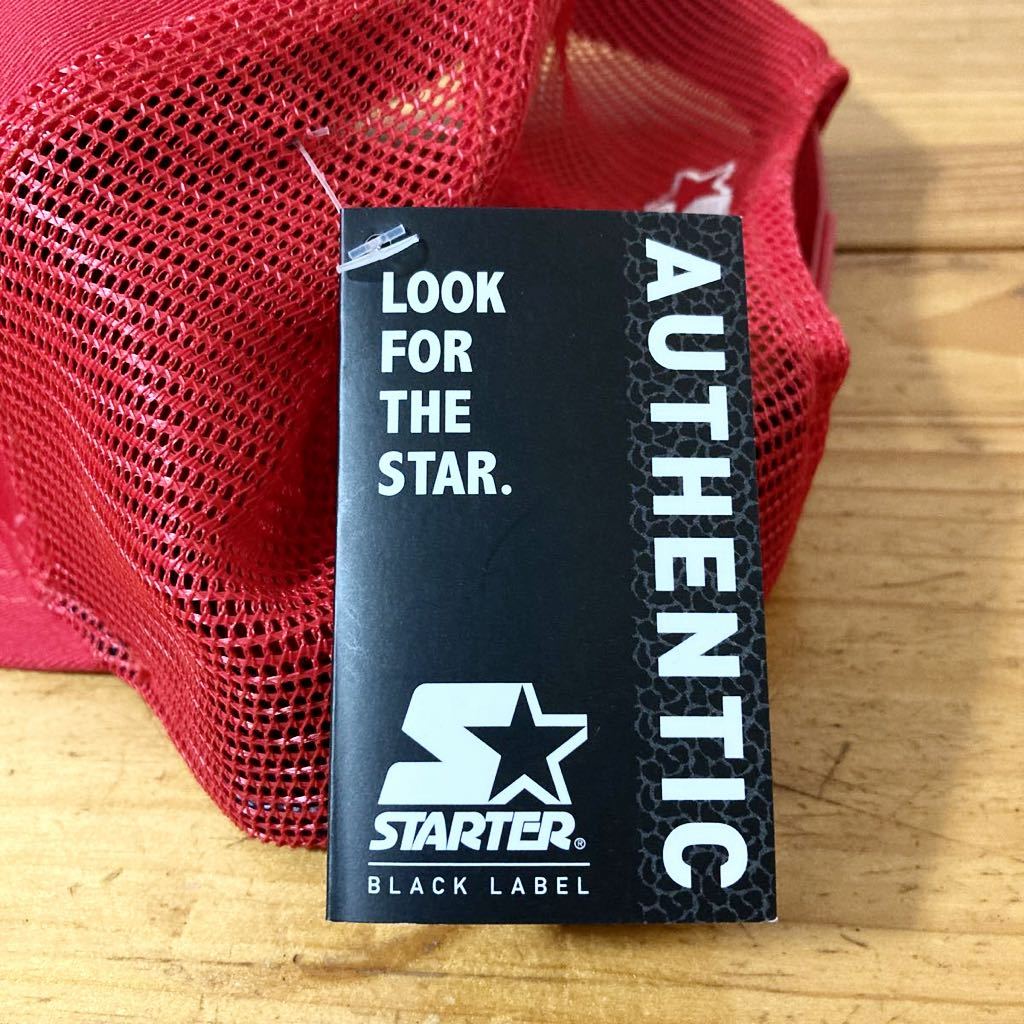 LOOK
FOR
THE
STAR.
AUTHENTIC
STARTER®
BLACK LABEL